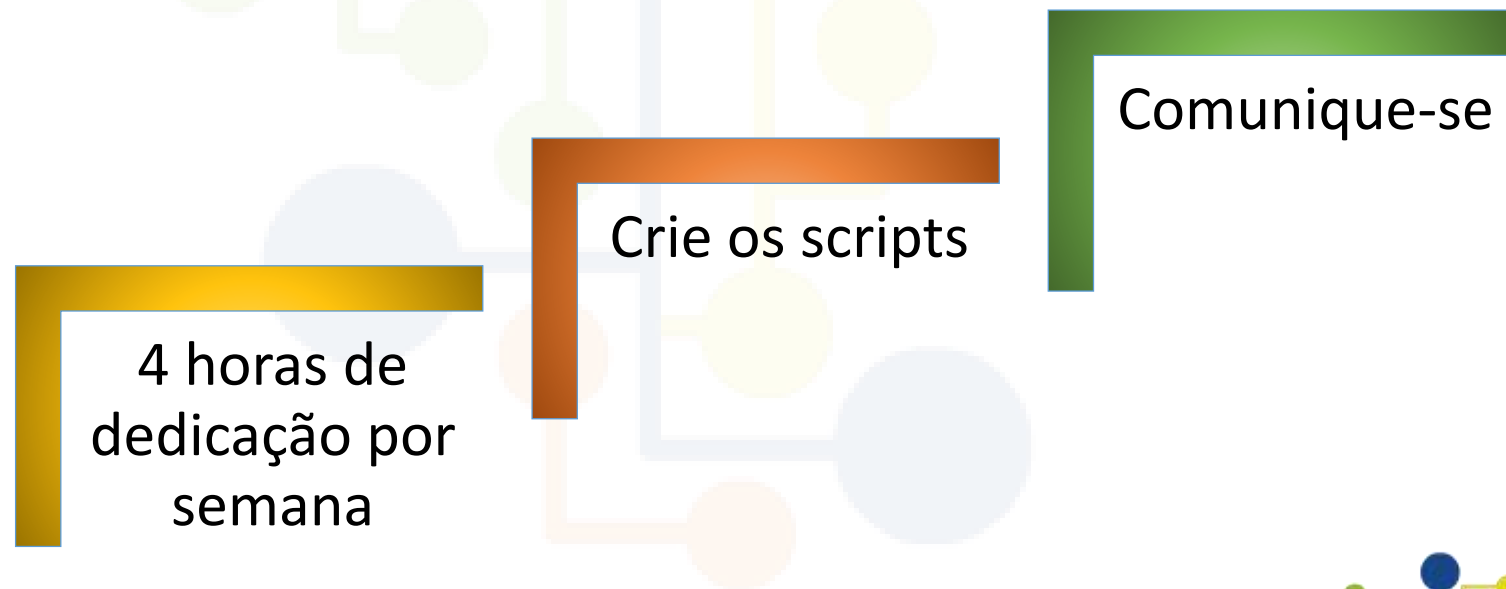 4 horas de
dedicação por
semana
Crie os scripts
Comunique-se